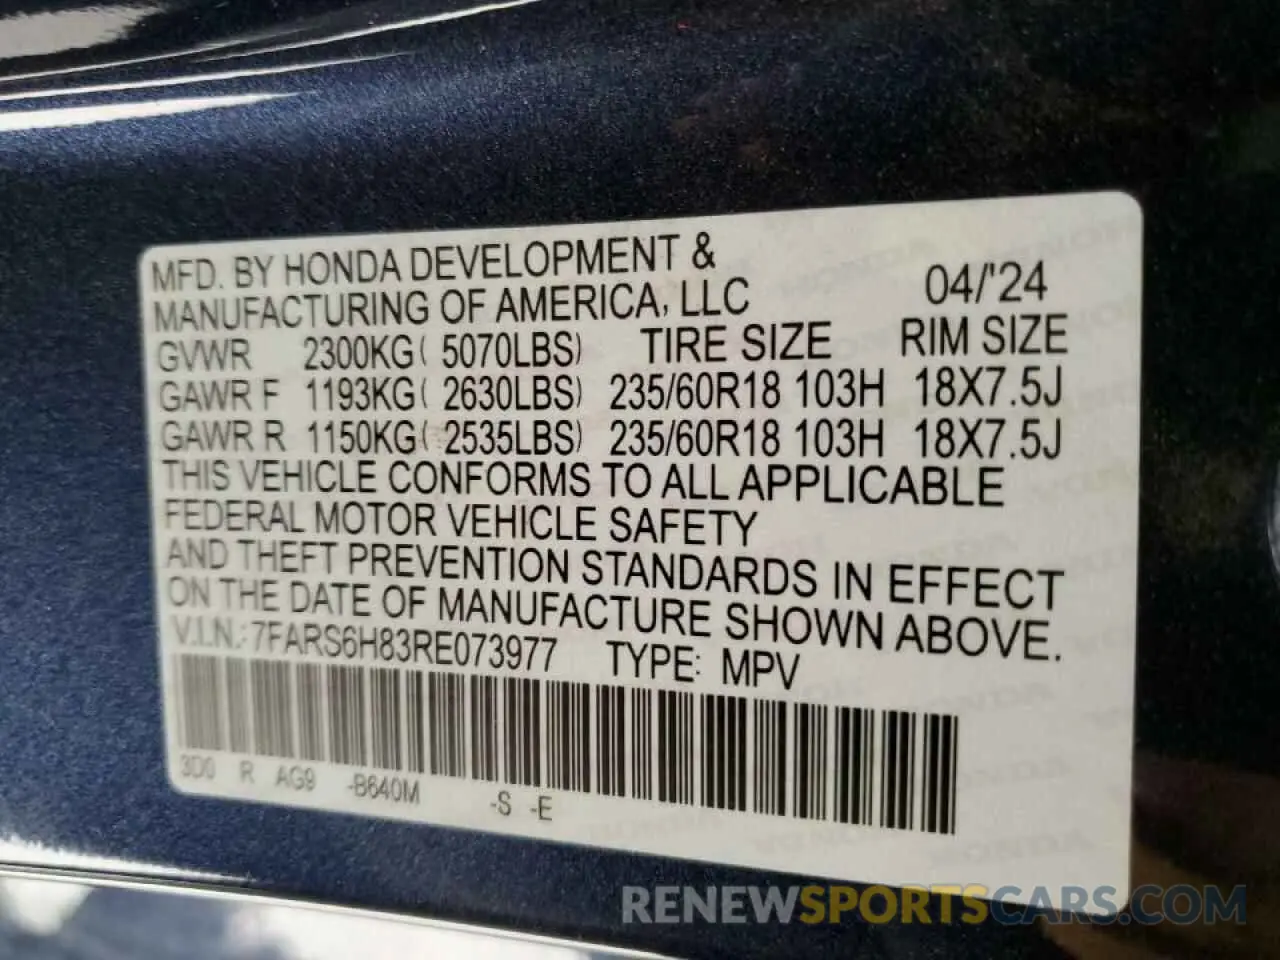 MFD. BY HONDA DEVELOPMENT &
MANUFACTURING OF AMERICA, LLC 04/'24
GVWR 2300KG( 5070LBS) TIRE SIZE RIM SIZE
GAWR F 1193KG( 2630LBS) 235/60R18 103H 18X7.5J
GAWR R 1150KG( 2535LBS) 235/60R18 103H 18X7.5J
THIS VEHICLE CONFORMS TO ALL APPLICABLE
FEDERAL MOTOR VEHICLE SAFETY
AND THEFT PREVENTION STANDARDS IN EFFECT
ON THE DATE OF MANUFACTURE SHOWN ABOVE.
V.I.N.: 7FARS6H83RE073977 TYPE: MPV
3D0 R AG9 -B640M -S -E
RENEWSPORTSCARS.COM